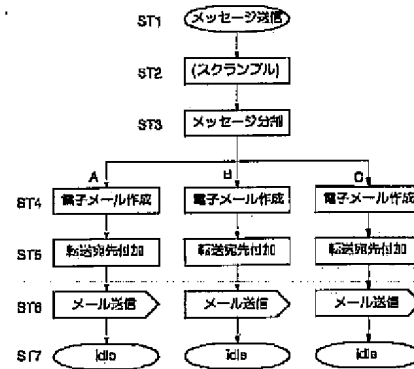 ST1 メッセージ送信
ST2 (スクランブル)
ST3 メッセージ分割
A B C
ST4 電子メール作成 電子メール作成 電子メール作成
ST5 転送宛先付加 転送宛先付加 転送宛先付加
ST6 メール送信 メール送信 メール送信
ST7 idle idle idle